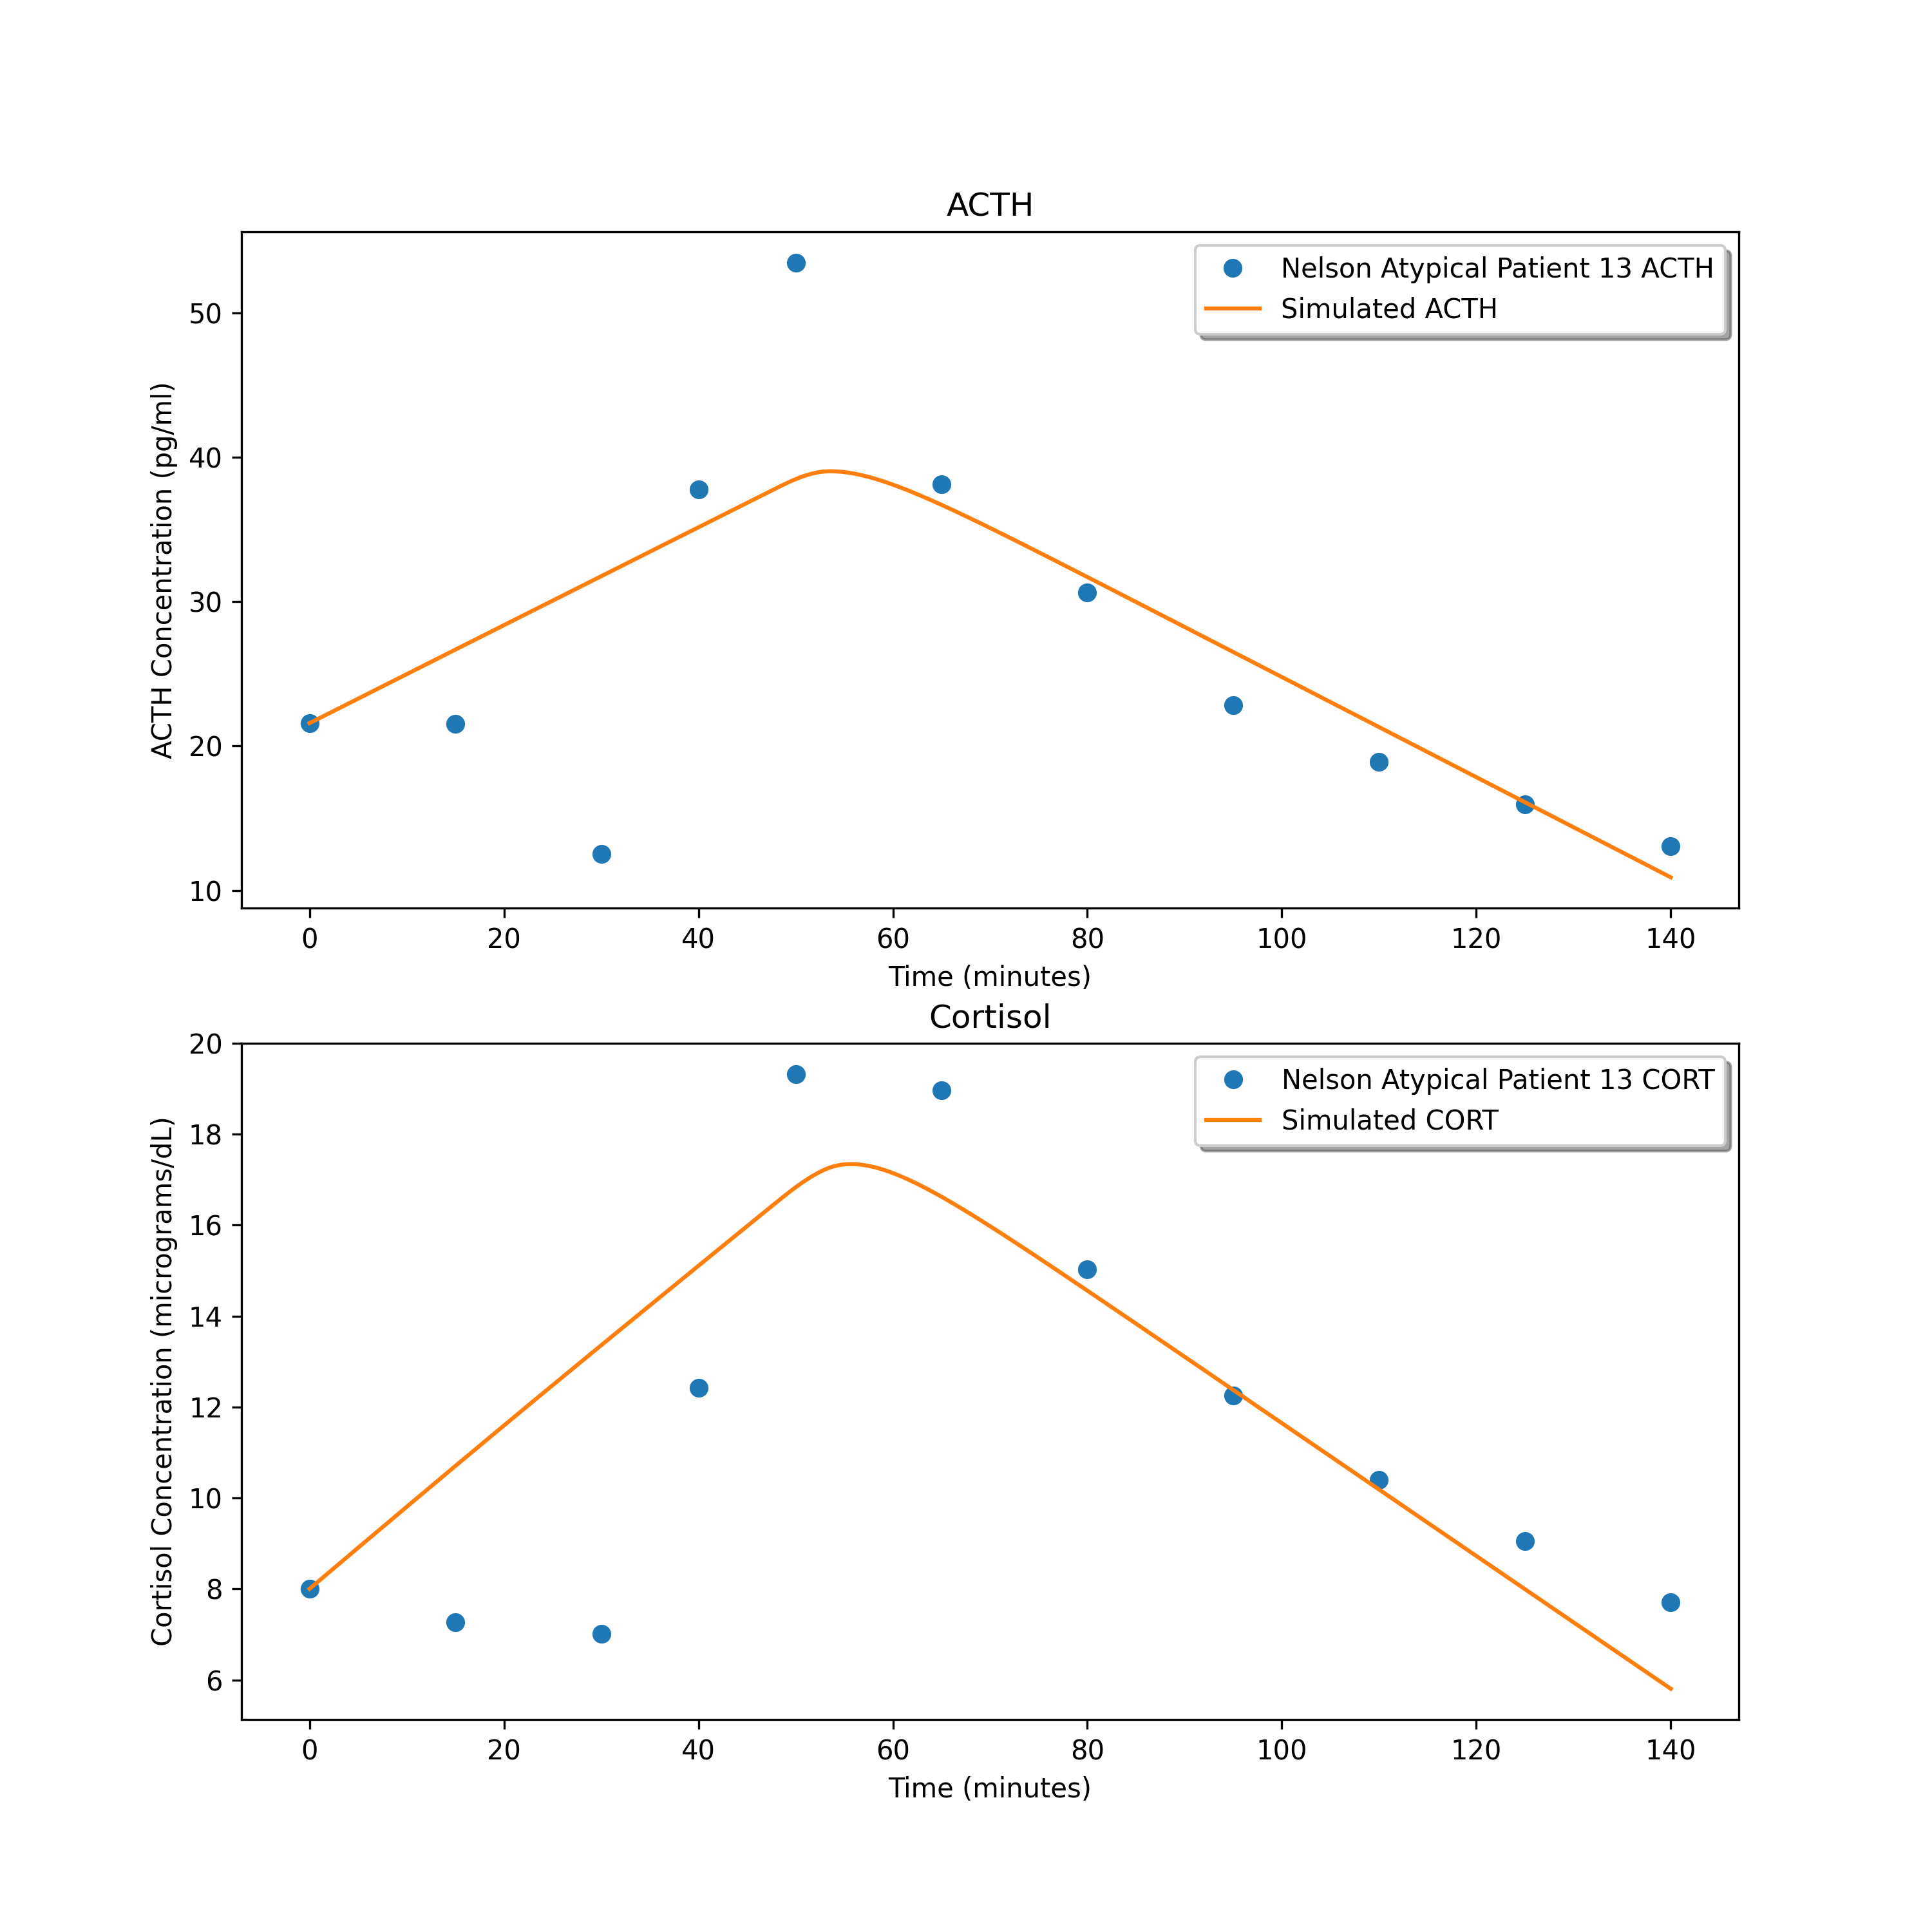 ACTH
Nelson Atypical Patient 13 ACTH
Simulated ACTH
ACTH Concentration (pg/ml)
50
40
30
20
10
0 20 40 60 80 100 120 140
Time (minutes)
Cortisol
Nelson Atypical Patient 13 CORT
Simulated CORT
Cortisol Concentration (micrograms/dL)
20
18
16
14
12
10
8
6
0 20 40 60 80 100 120 140
Time (minutes)